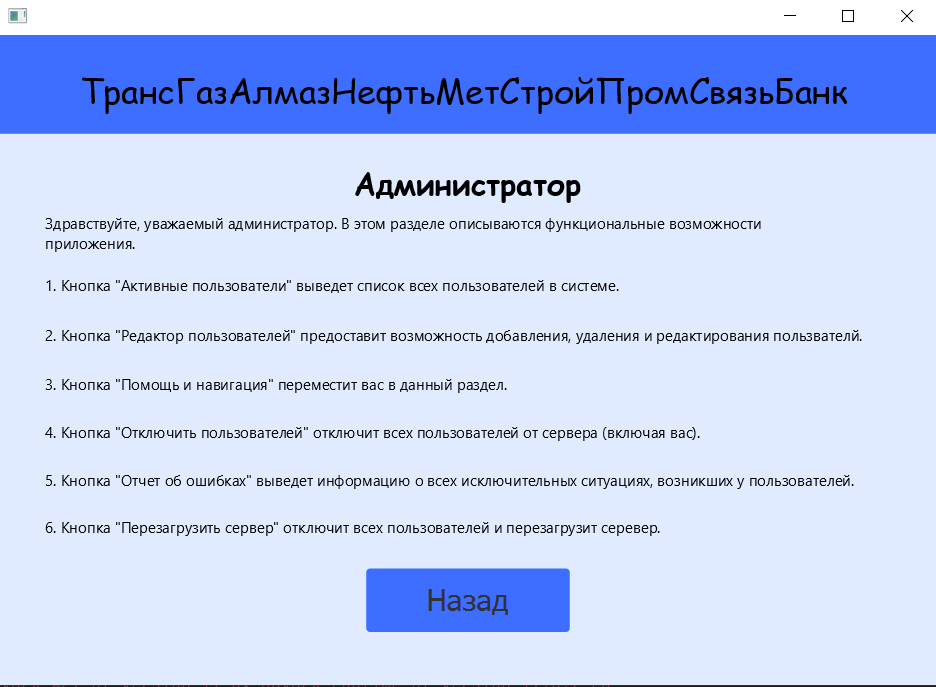 ТрансГазАлмазНефтьМетСтройПромСвязьБанк
Администратор
Здравствуйте, уважаемый администратор. В этом разделе описываются функциональные возможности
приложения.
1. Кнопка "Активные пользователи" выведет список всех пользователей в системе.
2. Кнопка "Редактор пользователей" предоставит возможность добавления, удаления и редактирования пользвателй.
3. Кнопка "Помощь и навигация" переместит вас в данный раздел.
4. Кнопка "Отключить пользователей" отключит всех пользователей от сервера (включая вас).
5. Кнопка "Отчет об ошибках" выведет информацию о всех исключительных ситуациях, возникших у пользователей.
6. Кнопка "Перезагрузить сервер" отключит всех пользователей и перезагрузит серевер.
Назад